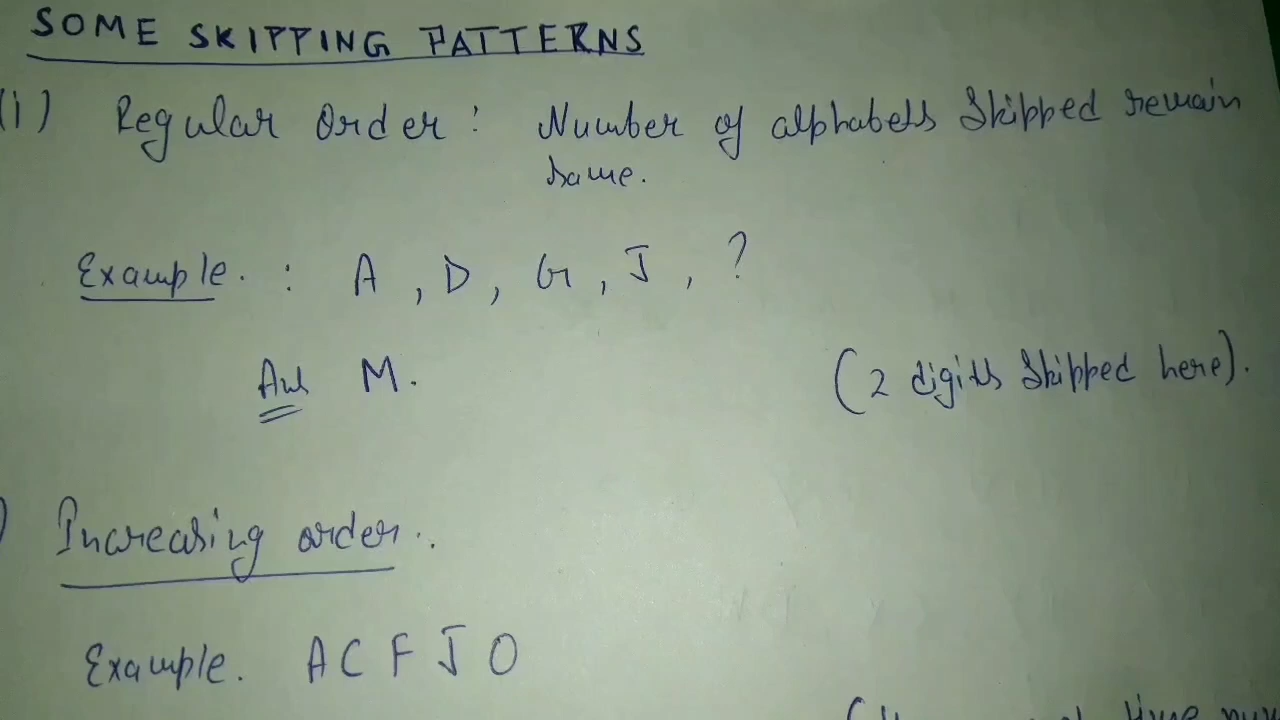 SOME SKIPPING PATTERNS
(i) Regular Order : Number of alphabets skipped remain
same.
Example. : A , D , G , J , ?
Ans M.
(2 digits skipped here).
) Increasing order..
Example. A C F J O
time